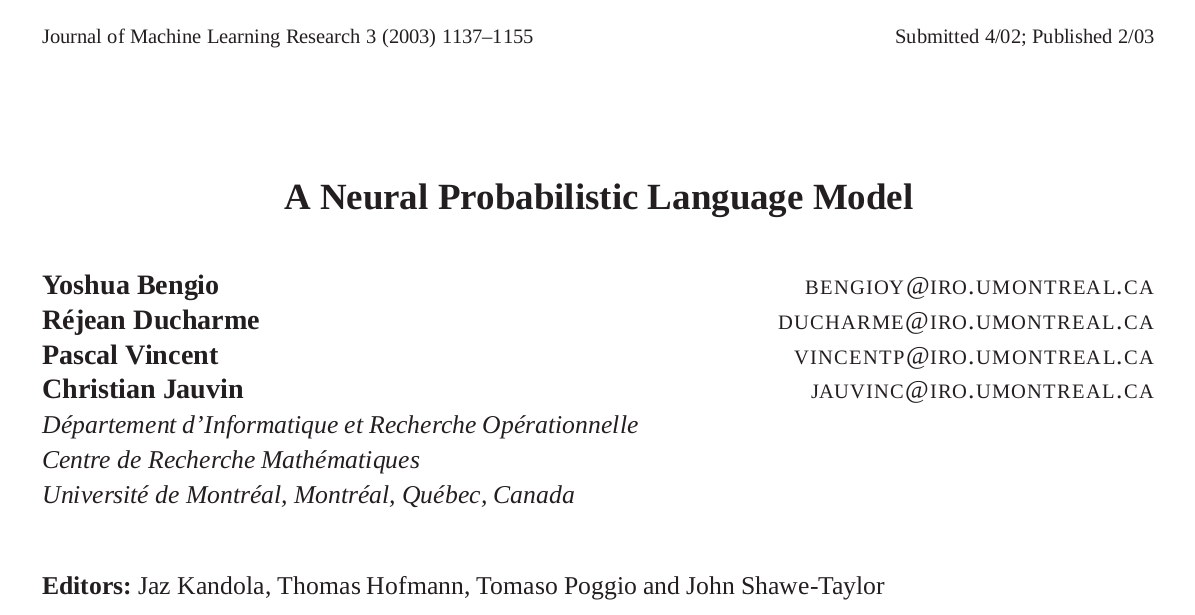 Journal of Machine Learning Research 3 (2003) 1137–1155 Submitted 4/02; Published 2/03
A Neural Probabilistic Language Model
Yoshua Bengio BENGIOY@IRO.UMONTREAL.CA
Réjean Ducharme DUCHARME@IRO.UMONTREAL.CA
Pascal Vincent VINCENTP@IRO.UMONTREAL.CA
Christian Jauvin JAUVINC@IRO.UMONTREAL.CA
Département d’Informatique et Recherche Opérationnelle
Centre de Recherche Mathématiques
Université de Montréal, Montréal, Québec, Canada
Editors: Jaz Kandola, Thomas Hofmann, Tomaso Poggio and John Shawe-Taylor